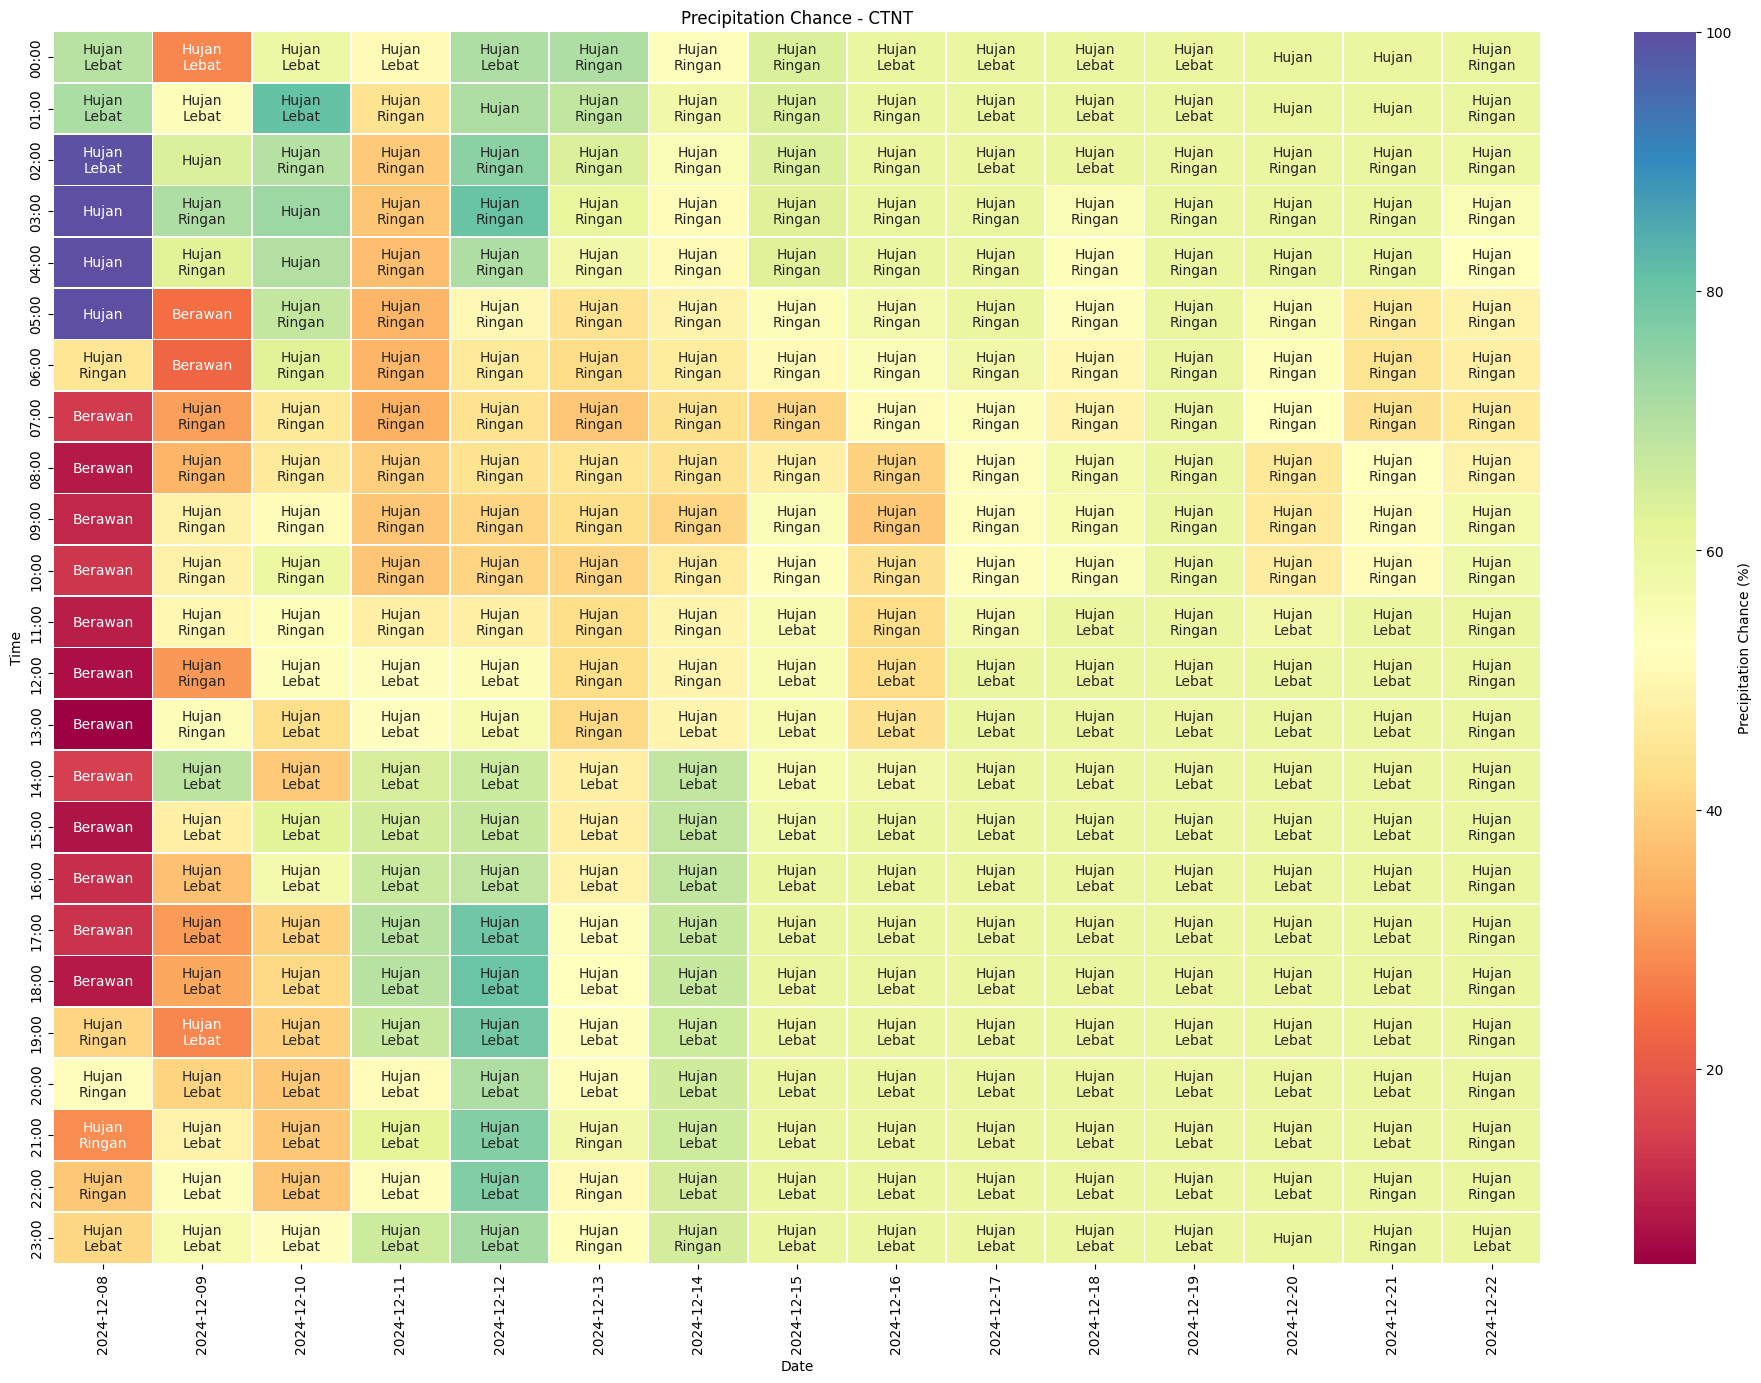 Precipitation Chance - CTNT
00:00 Hujan Lebat Hujan Lebat Hujan Lebat Hujan Lebat Hujan Lebat Hujan Ringan Hujan Ringan Hujan Ringan Hujan Lebat Hujan Lebat Hujan Lebat Hujan Lebat Hujan Hujan Hujan Ringan
01:00 Hujan Lebat Hujan Lebat Hujan Lebat Hujan Ringan Hujan Hujan Ringan Hujan Ringan Hujan Ringan Hujan Ringan Hujan Lebat Hujan Lebat Hujan Lebat Hujan Hujan Hujan Ringan
02:00 Hujan Lebat Hujan Hujan Ringan Hujan Ringan Hujan Ringan Hujan Ringan Hujan Ringan Hujan Ringan Hujan Ringan Hujan Lebat Hujan Lebat Hujan Ringan Hujan Ringan Hujan Ringan Hujan Ringan
03:00 Hujan Hujan Ringan Hujan Hujan Ringan Hujan Ringan Hujan Ringan Hujan Ringan Hujan Ringan Hujan Ringan Hujan Ringan Hujan Ringan Hujan Ringan Hujan Ringan Hujan Ringan Hujan Ringan
04:00 Hujan Hujan Ringan Hujan Hujan Ringan Hujan Ringan Hujan Ringan Hujan Ringan Hujan Ringan Hujan Ringan Hujan Ringan Hujan Ringan Hujan Ringan Hujan Ringan Hujan Ringan Hujan Ringan
05:00 Hujan Berawan Hujan Ringan Hujan Ringan Hujan Ringan Hujan Ringan Hujan Ringan Hujan Ringan Hujan Ringan Hujan Ringan Hujan Ringan Hujan Ringan Hujan Ringan Hujan Ringan Hujan Ringan
06:00 Hujan Ringan Berawan Hujan Ringan Hujan Ringan Hujan Ringan Hujan Ringan Hujan Ringan Hujan Ringan Hujan Ringan Hujan Ringan Hujan Ringan Hujan Ringan Hujan Ringan Hujan Ringan Hujan Ringan
07:00 Berawan Hujan Ringan Hujan Ringan Hujan Ringan Hujan Ringan Hujan Ringan Hujan Ringan Hujan Ringan Hujan Ringan Hujan Ringan Hujan Ringan Hujan Ringan Hujan Ringan Hujan Ringan Hujan Ringan
08:00 Berawan Hujan Ringan Hujan Ringan Hujan Ringan Hujan Ringan Hujan Ringan Hujan Ringan Hujan Ringan Hujan Ringan Hujan Ringan Hujan Ringan Hujan Ringan Hujan Ringan Hujan Ringan Hujan Ringan
09:00 Berawan Hujan Ringan Hujan Ringan Hujan Ringan Hujan Ringan Hujan Ringan Hujan Ringan Hujan Ringan Hujan Ringan Hujan Ringan Hujan Ringan Hujan Ringan Hujan Ringan Hujan Ringan Hujan Ringan
10:00 Berawan Hujan Ringan Hujan Ringan Hujan Ringan Hujan Ringan Hujan Ringan Hujan Ringan Hujan Ringan Hujan Ringan Hujan Ringan Hujan Ringan Hujan Ringan Hujan Ringan Hujan Ringan Hujan Ringan
11:00 Berawan Hujan Ringan Hujan Ringan Hujan Ringan Hujan Ringan Hujan Ringan Hujan Ringan Hujan Lebat Hujan Ringan Hujan Ringan Hujan Lebat Hujan Ringan Hujan Lebat Hujan Lebat Hujan Ringan
12:00 Berawan Hujan Ringan Hujan Lebat Hujan Lebat Hujan Lebat Hujan Ringan Hujan Ringan Hujan Lebat Hujan Lebat Hujan Lebat Hujan Lebat Hujan Lebat Hujan Lebat Hujan Lebat Hujan Ringan
13:00 Berawan Hujan Ringan Hujan Lebat Hujan Lebat Hujan Lebat Hujan Ringan Hujan Lebat Hujan Lebat Hujan Lebat Hujan Lebat Hujan Lebat Hujan Lebat Hujan Lebat Hujan Lebat Hujan Ringan
14:00 Berawan Hujan Lebat Hujan Lebat Hujan Lebat Hujan Lebat Hujan Lebat Hujan Lebat Hujan Lebat Hujan Lebat Hujan Lebat Hujan Lebat Hujan Lebat Hujan Lebat Hujan Lebat Hujan Ringan
15:00 Berawan Hujan Lebat Hujan Lebat Hujan Lebat Hujan Lebat Hujan Lebat Hujan Lebat Hujan Lebat Hujan Lebat Hujan Lebat Hujan Lebat Hujan Lebat Hujan Lebat Hujan Lebat Hujan Ringan
16:00 Berawan Hujan Lebat Hujan Lebat Hujan Lebat Hujan Lebat Hujan Lebat Hujan Lebat Hujan Lebat Hujan Lebat Hujan Lebat Hujan Lebat Hujan Lebat Hujan Lebat Hujan Lebat Hujan Ringan
17:00 Berawan Hujan Lebat Hujan Lebat Hujan Lebat Hujan Lebat Hujan Lebat Hujan Lebat Hujan Lebat Hujan Lebat Hujan Lebat Hujan Lebat Hujan Lebat Hujan Lebat Hujan Lebat Hujan Ringan
18:00 Berawan Hujan Lebat Hujan Lebat Hujan Lebat Hujan Lebat Hujan Lebat Hujan Lebat Hujan Lebat Hujan Lebat Hujan Lebat Hujan Lebat Hujan Lebat Hujan Lebat Hujan Lebat Hujan Ringan
19:00 Hujan Ringan Hujan Lebat Hujan Lebat Hujan Lebat Hujan Lebat Hujan Lebat Hujan Lebat Hujan Lebat Hujan Lebat Hujan Lebat Hujan Lebat Hujan Lebat Hujan Lebat Hujan Lebat Hujan Ringan
20:00 Hujan Ringan Hujan Lebat Hujan Lebat Hujan Lebat Hujan Lebat Hujan Lebat Hujan Lebat Hujan Lebat Hujan Lebat Hujan Lebat Hujan Lebat Hujan Lebat Hujan Lebat Hujan Lebat Hujan Ringan
21:00 Hujan Ringan Hujan Lebat Hujan Lebat Hujan Lebat Hujan Lebat Hujan Ringan Hujan Lebat Hujan Lebat Hujan Lebat Hujan Lebat Hujan Lebat Hujan Lebat Hujan Lebat Hujan Lebat Hujan Ringan
22:00 Hujan Ringan Hujan Lebat Hujan Lebat Hujan Lebat Hujan Lebat Hujan Ringan Hujan Lebat Hujan Lebat Hujan Lebat Hujan Lebat Hujan Lebat Hujan Lebat Hujan Lebat Hujan Ringan Hujan Ringan
23:00 Hujan Lebat Hujan Lebat Hujan Lebat Hujan Lebat Hujan Lebat Hujan Ringan Hujan Ringan Hujan Lebat Hujan Lebat Hujan Lebat Hujan Lebat Hujan Lebat Hujan Hujan Ringan Hujan Lebat
Time
2024-12-08 2024-12-09 2024-12-10 2024-12-11 2024-12-12 2024-12-13 2024-12-14 2024-12-15 2024-12-16 2024-12-17 2024-12-18 2024-12-19 2024-12-20 2024-12-21 2024-12-22
Date
100
80
60
40
20
Precipitation Chance (%)